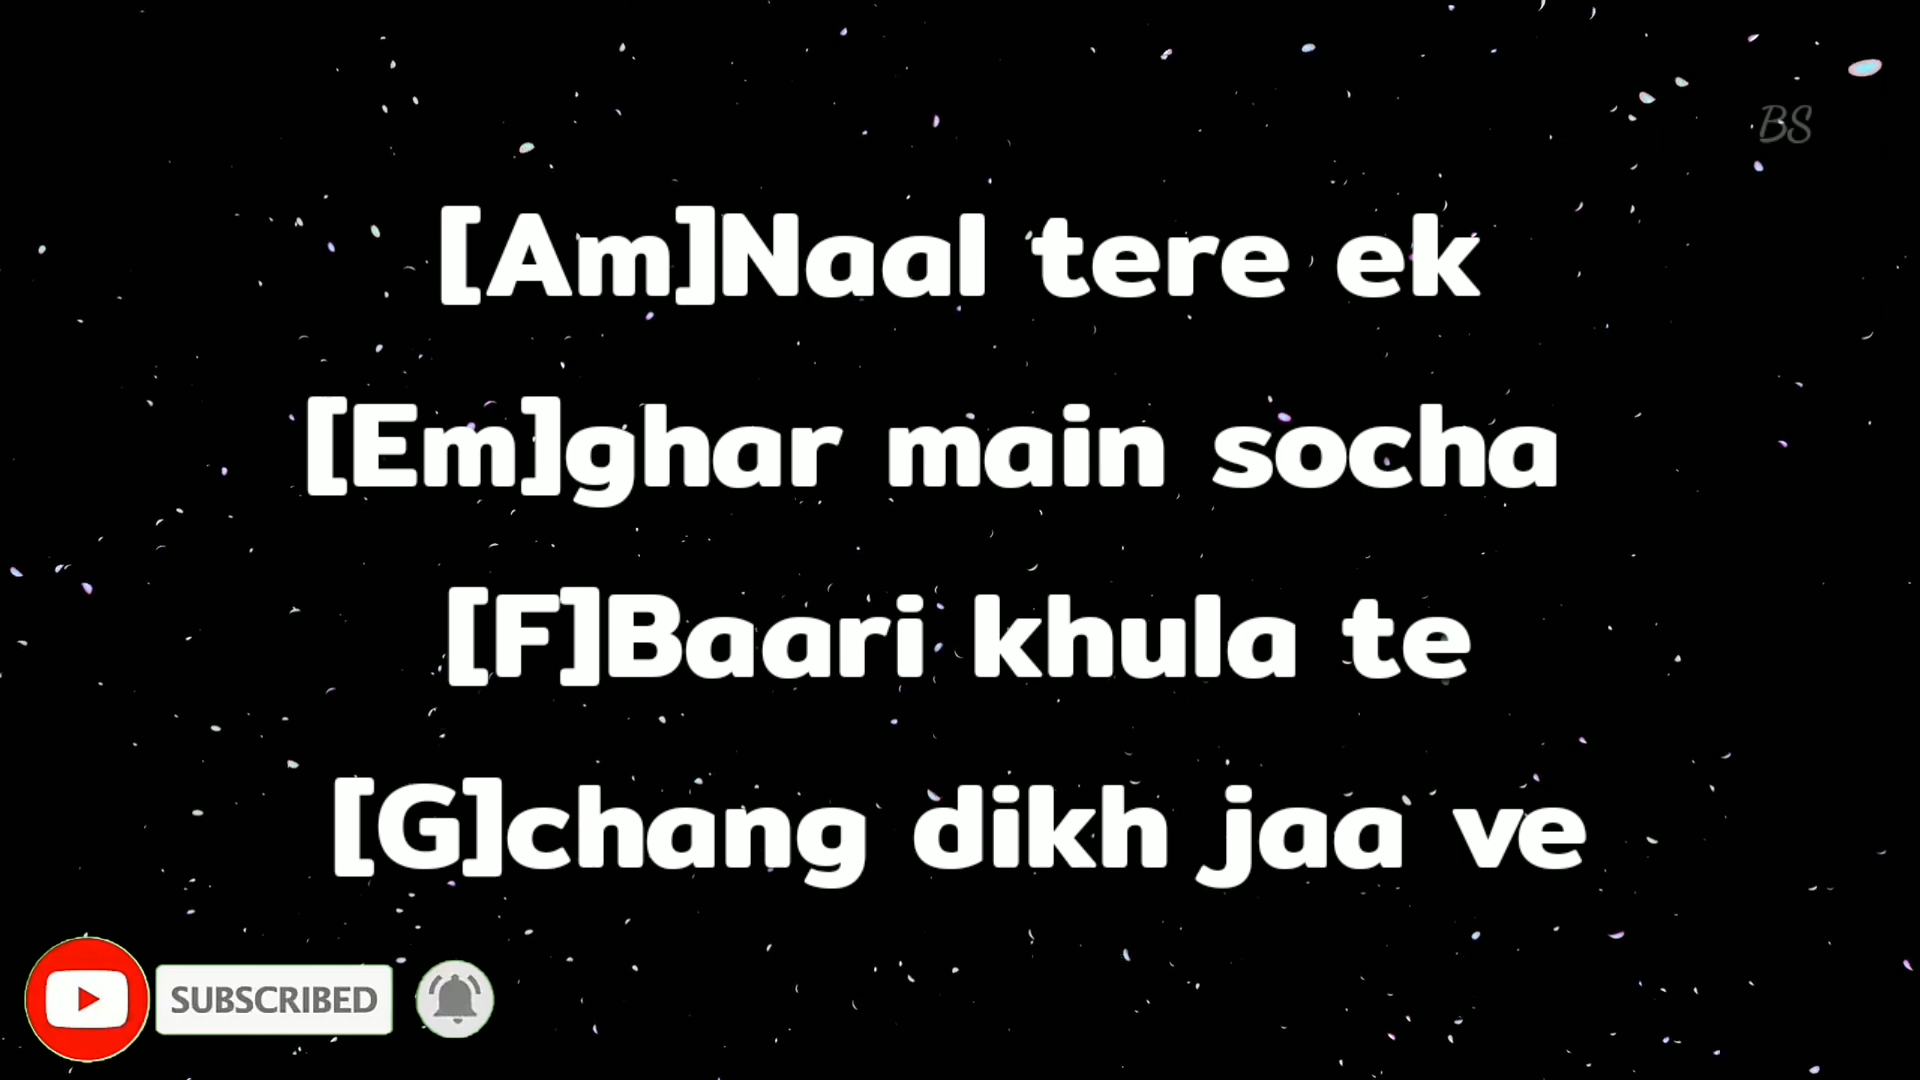 BS
[Am]Naal tere ek
[Em]ghar main socha
[F]Baari khula te
[G]chang dikh jaa ve
SUBSCRIBED